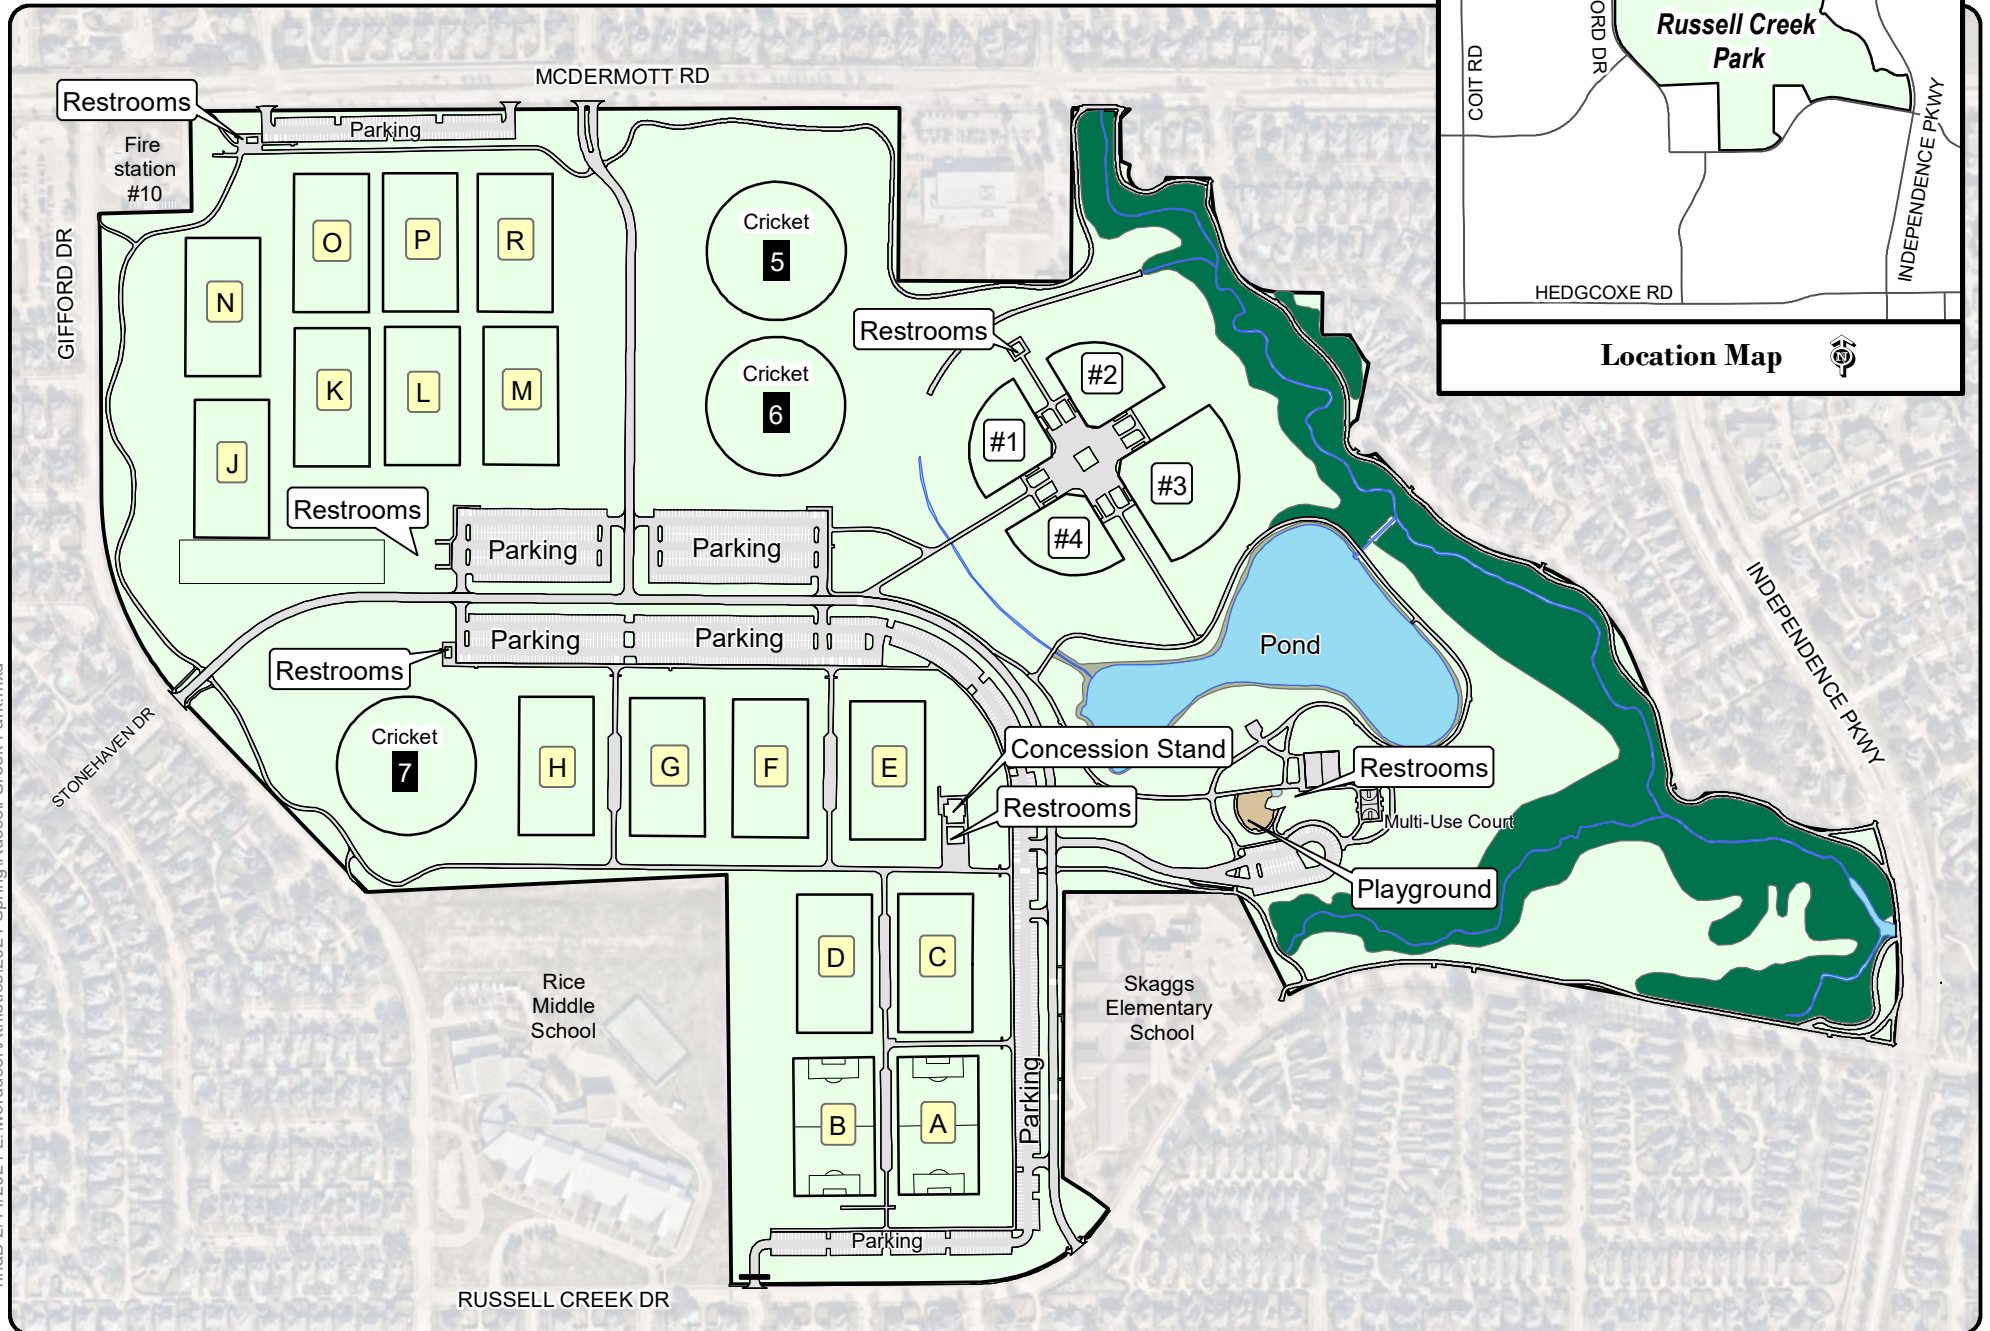 MCDERMOTT RD
Restrooms
Parking
Fire
station
#10
GIFFORD DR
O
P
R
N
K
L
M
J
Cricket
5
Cricket
6
Restrooms
#1
#2
#3
#4
Restrooms
Parking
Parking
Parking
Parking
Restrooms
STONEHAVEN DR
Cricket
7
H
G
F
E
Concession Stand
Restrooms
Pond
Restrooms
Multi-Use Court
Playground
INDEPENDENCE PKWY
D
C
B
A
Parking
Parking
Rice
Middle
School
Skaggs
Elementary
School
RUSSELL CREEK DR
Russell Creek
Park
COIT RD
ORD DR
INDEPENDENCE PKWY
HEDGCOXE RD
Location Map
N